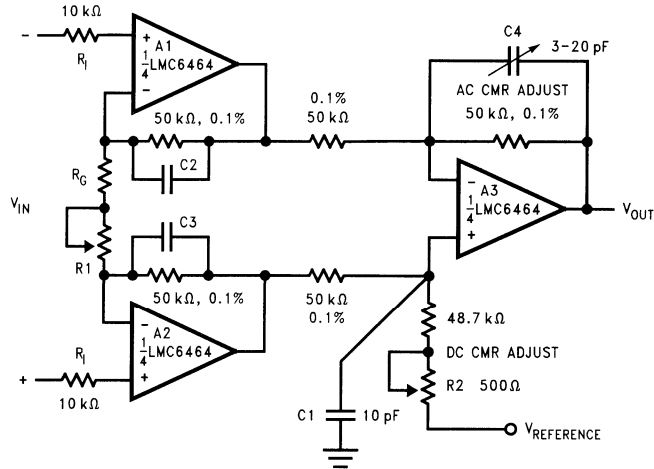 10 kΩ
−
R_I
+
A1
1/4 LMC6464
−
C4
3–20 pF
AC CMR ADJUST
50 kΩ, 0.1%
50 kΩ, 0.1%
0.1%
50 kΩ
C2
R_G
V_IN
R1
C3
50 kΩ, 0.1%
50 kΩ
0.1%
−
A3
1/4 LMC6464
+
V_OUT
−
A2
1/4 LMC6464
+
R_I
+
10 kΩ
48.7 kΩ
DC CMR ADJUST
R2 500Ω
C1
10 pF
V_REFERENCE